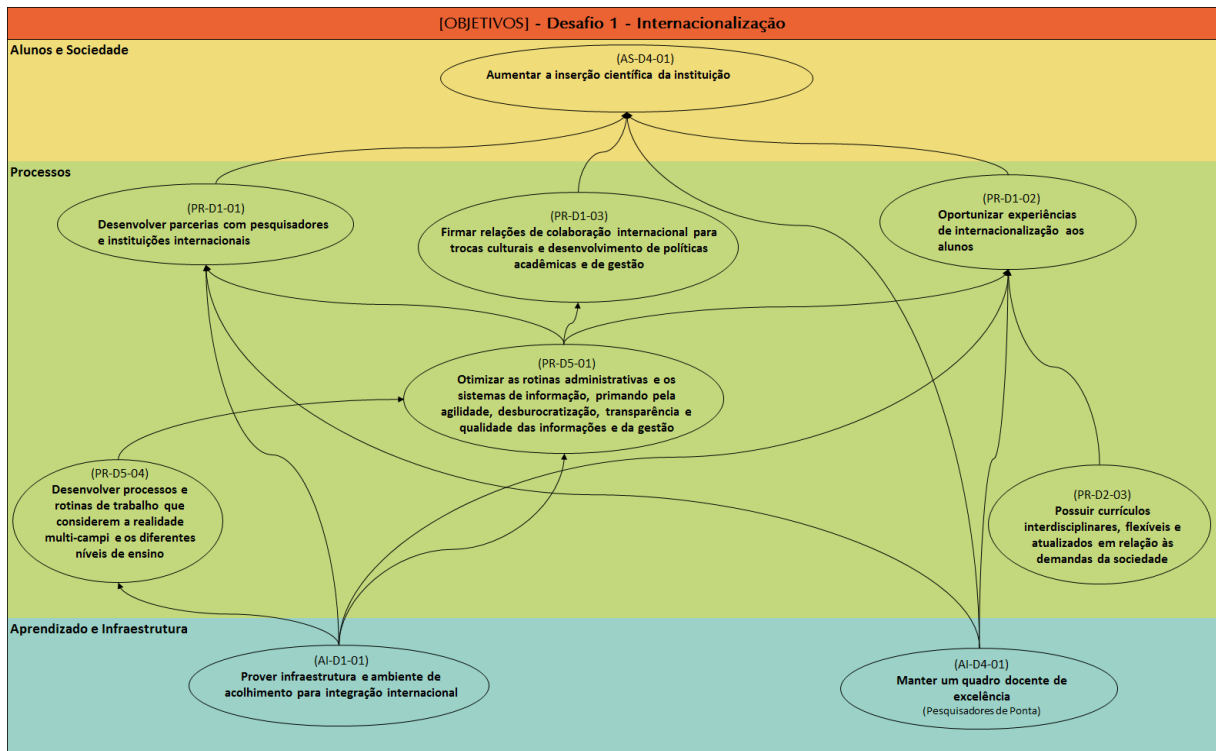 [OBJETIVOS] - Desafio 1 - Internacionalização
Alunos e Sociedade
(AS-D4-01)
Aumentar a inserção científica da instituição
Processos
(PR-D1-01)
Desenvolver parcerias com pesquisadores
e instituições internacionais
(PR-D1-03)
Firmar relações de colaboração internacional para
trocas culturais e desenvolvimento de políticas
acadêmicas e de gestão
(PR-D1-02)
Oportunizar experiências
de internacionalização aos
alunos
(PR-D5-01)
Otimizar as rotinas administrativas e os
sistemas de informação, primando pela
agilidade, desburocratização, transparência e
qualidade das informações e da gestão
(PR-D5-04)
Desenvolver processos e
rotinas de trabalho que
considerem a realidade
multi-campi e os diferentes
níveis de ensino
(PR-D2-03)
Possuir currículos
interdisciplinares, flexíveis e
atualizados em relação às
demandas da sociedade
Aprendizado e Infraestrutura
(AI-D1-01)
Prover infraestrutura e ambiente de
acolhimento para integração internacional
(AI-D4-01)
Manter um quadro docente de
excelência
(Pesquisadores de Ponta)